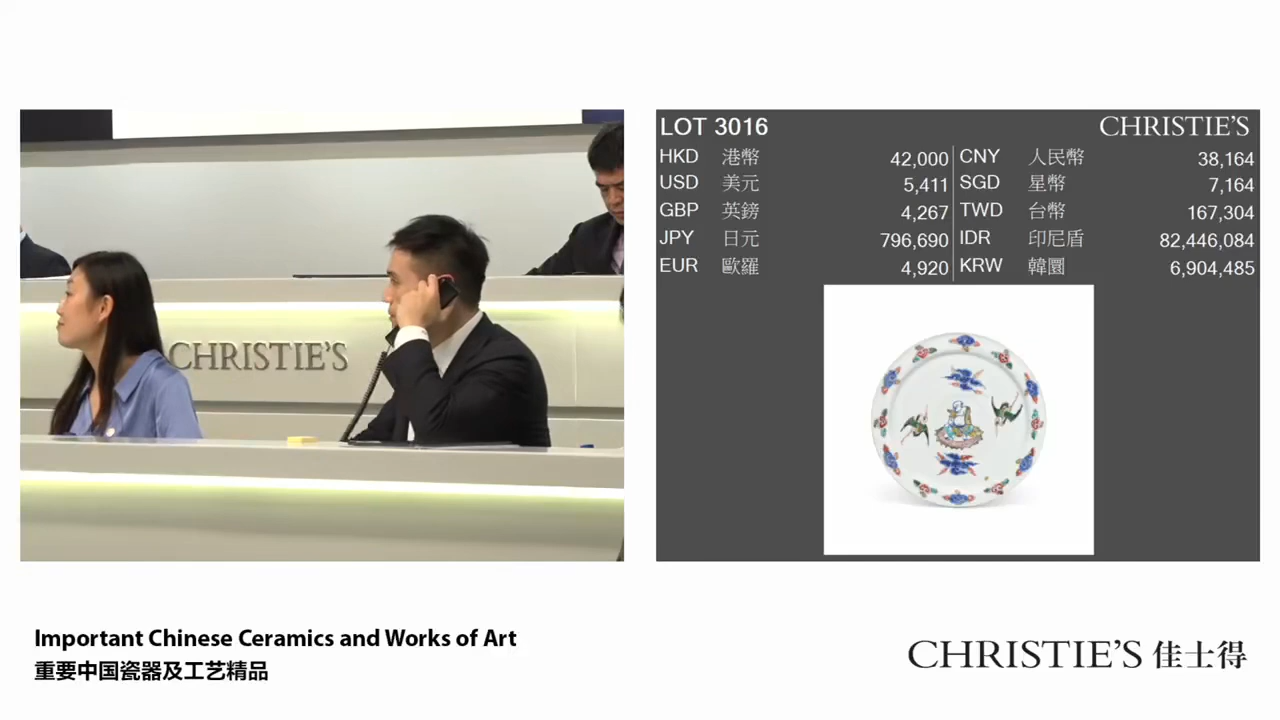 CHRISTIE'S
LOT 3016
CHRISTIE'S
HKD 港幣 42,000 CNY 人民幣 38,164
USD 美元 5,411 SGD 星幣 7,164
GBP 英鎊 4,267 TWD 台幣 167,304
JPY 日元 796,690 IDR 印尼盾 82,446,084
EUR 歐羅 4,920 KRW 韓圜 6,904,485
Important Chinese Ceramics and Works of Art
重要中国瓷器及工艺精品
CHRISTIE'S 佳士得